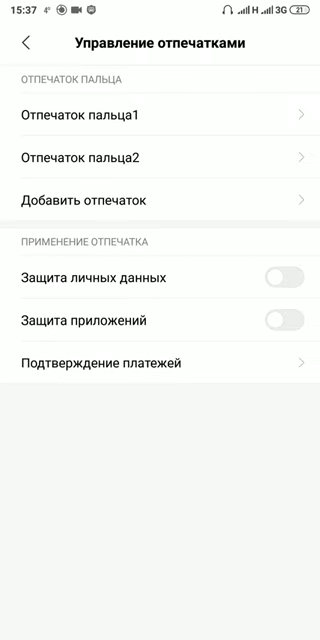 15:37 4° H 3G 21
Управление отпечатками
ОТПЕЧАТОК ПАЛЬЦА
Отпечаток пальца1
Отпечаток пальца2
Добавить отпечаток
ПРИМЕНЕНИЕ ОТПЕЧАТКА
Защита личных данных
Защита приложений
Подтверждение платежей